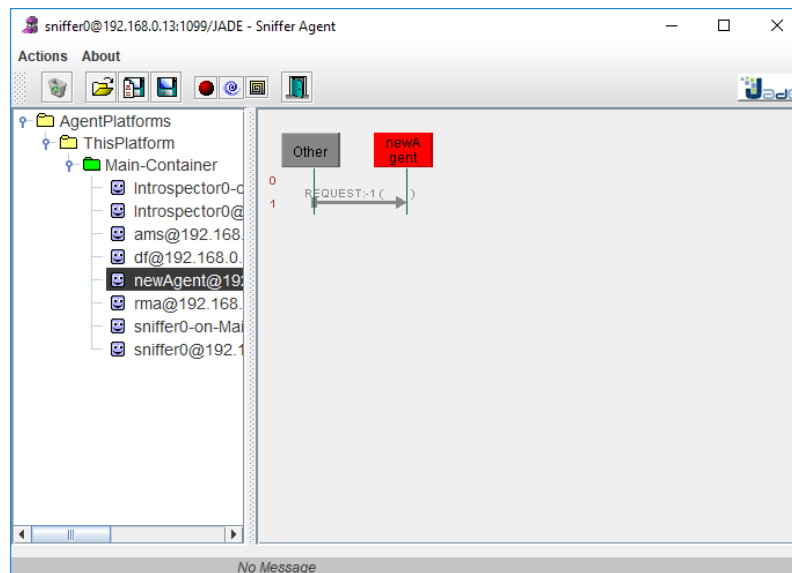 sniffer0@192.168.0.13:1099/JADE - Sniffer Agent
Actions About
Jade
AgentPlatforms
ThisPlatform
Main-Container
Introspector0-o
Introspector0@
ams@192.168.
df@192.168.0.
newAgent@192
rma@192.168.
sniffer0-on-Mai
sniffer0@192.1
Other
newA
gent
0
REQUEST:-1 ( )
1
No Message